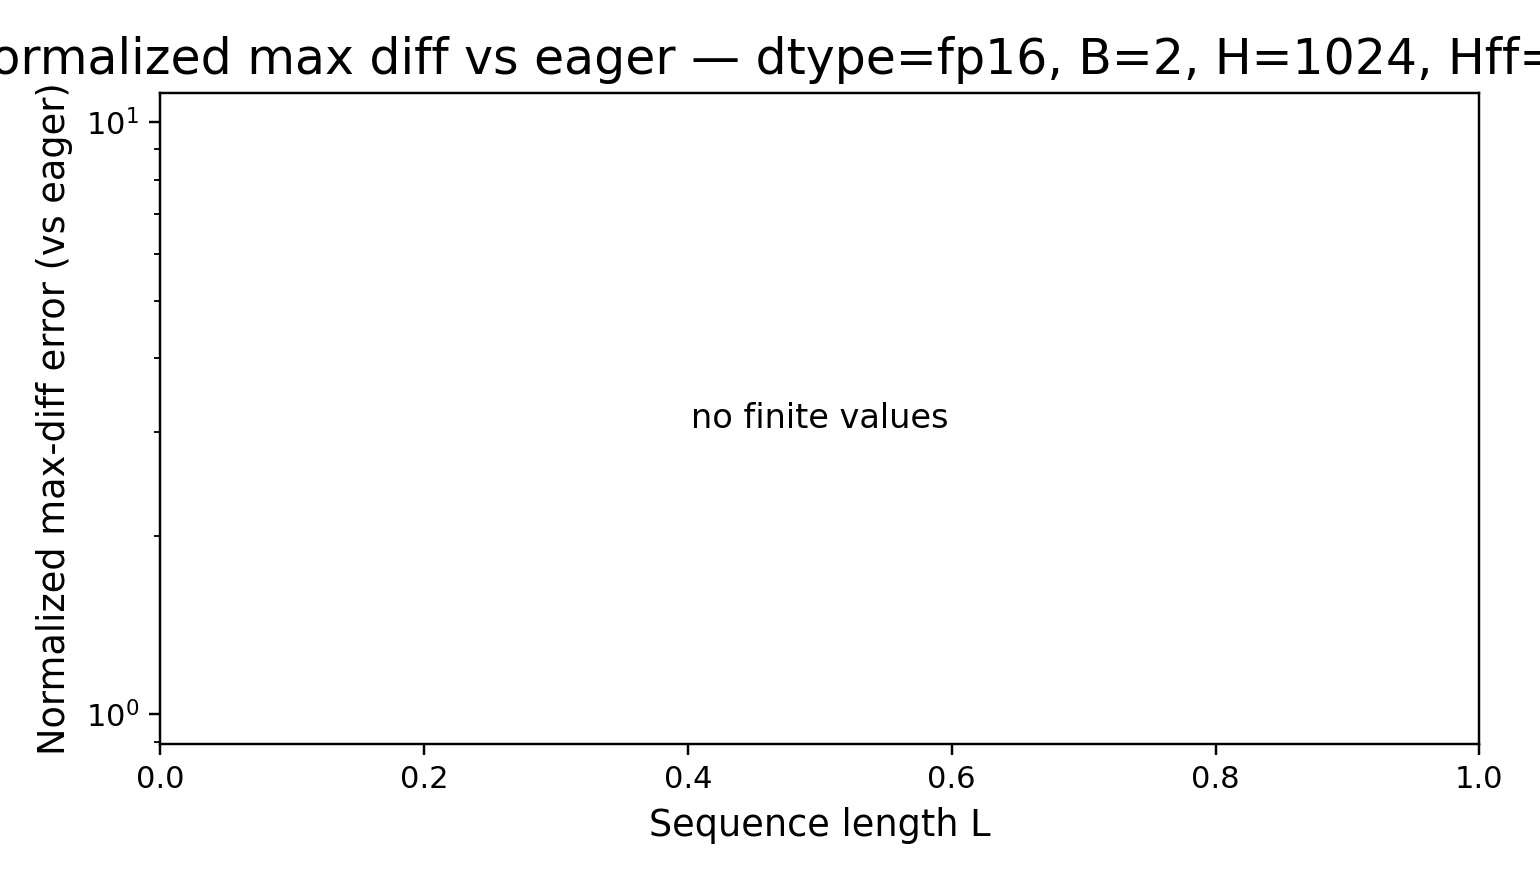 ormalized max diff vs eager — dtype=fp16, B=2, H=1024, Hff=
Normalized max-diff error (vs eager)
10¹
10⁰
no finite values
0.0 0.2 0.4 0.6 0.8 1.0
Sequence length L